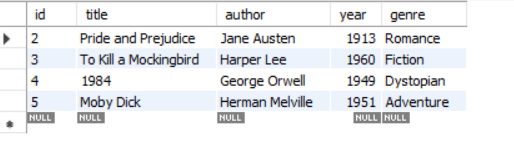 id title author year genre
2 Pride and Prejudice Jane Austen 1913 Romance
3 To Kill a Mockingbird Harper Lee 1960 Fiction
4 1984 George Orwell 1949 Dystopian
5 Moby Dick Herman Melville 1951 Adventure
NULL NULL NULL NULL NULL